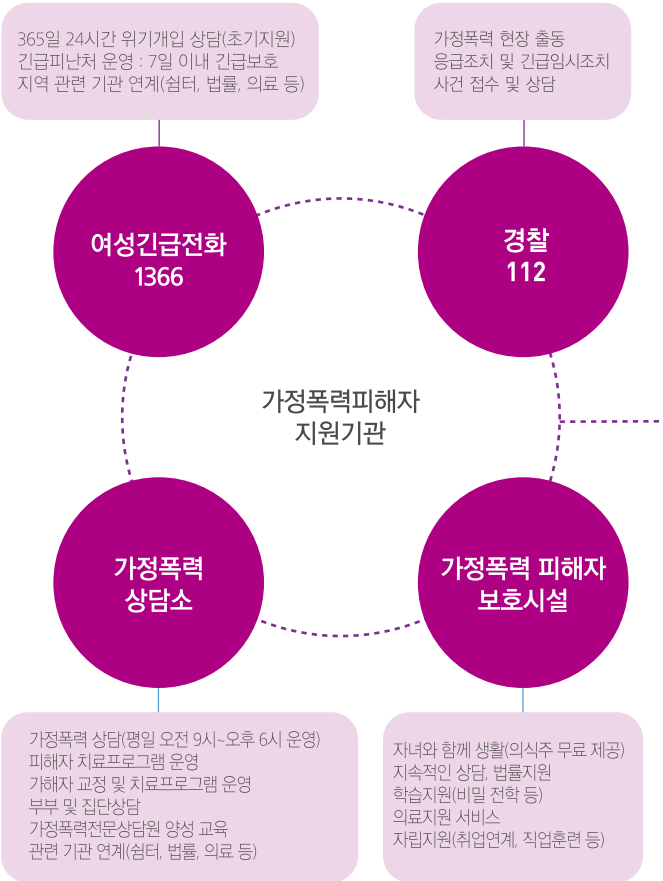 365일 24시간 위기개입 상담(초기지원)
긴급피난처 운영 : 7일 이내 긴급보호
지역 관련 기관 연계(쉼터, 법률, 의료 등)
가정폭력 현장 출동
응급조치 및 긴급임시조치
사건 접수 및 상담
여성긴급전화
1366
경찰
112
가정폭력피해자
지원기관
가정폭력
상담소
가정폭력 피해자
보호시설
가정폭력 상담(평일 오전 9시~오후 6시 운영)
피해자 치료프로그램 운영
가해자 교정 및 치료프로그램 운영
부부 및 집단상담
가정폭력전문상담원 양성 교육
관련 기관 연계(쉼터, 법률, 의료 등)
자녀와 함께 생활(의식주 무료 제공)
지속적인 상담, 법률지원
학습지원(비밀 전학 등)
의료지원 서비스
자립지원(취업연계, 직업훈련 등)